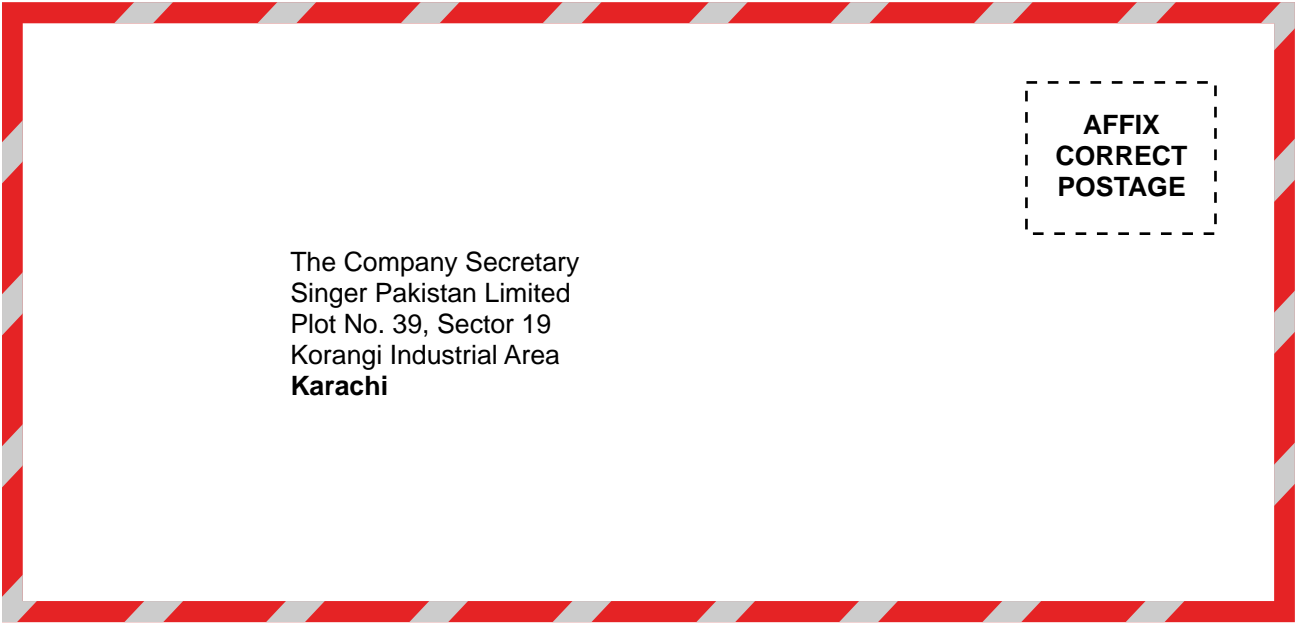 AFFIX
CORRECT
POSTAGE
The Company Secretary
Singer Pakistan Limited
Plot No. 39, Sector 19
Korangi Industrial Area
Karachi